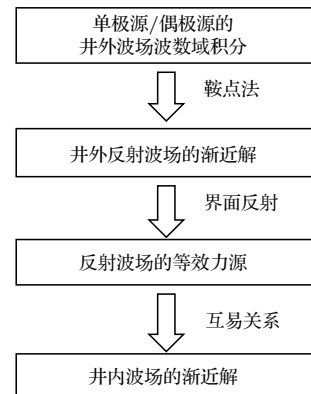 单极源/偶极源的
井外波场波数域积分
鞍点法
井外反射波场的渐近解
界面反射
反射波场的等效力源
互易关系
井内波场的渐近解